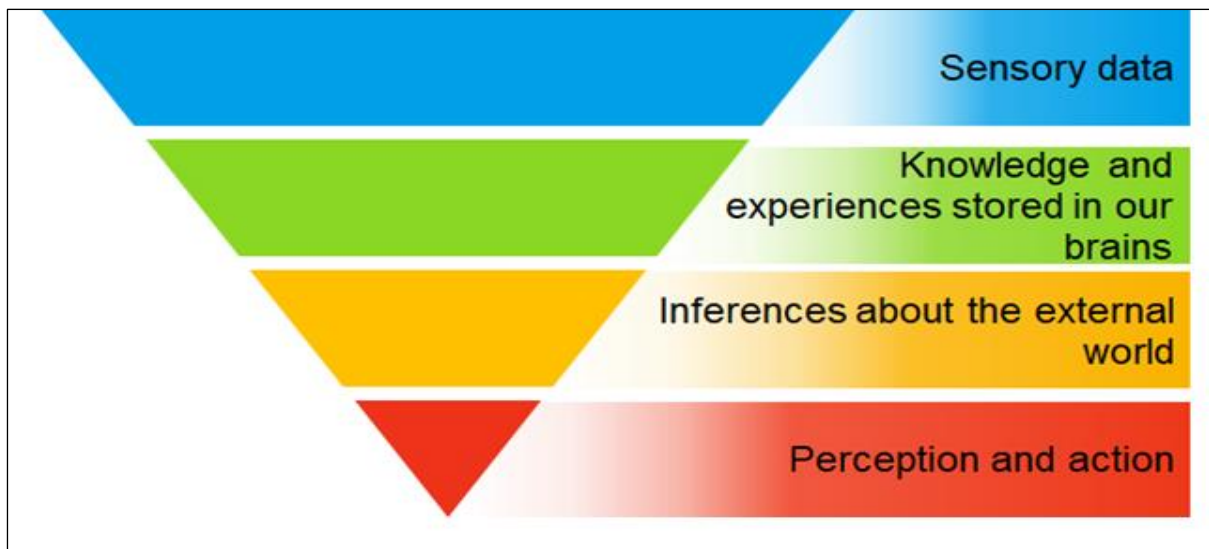 Sensory data
Knowledge and
experiences stored in our
brains
Inferences about the external
world
Perception and action